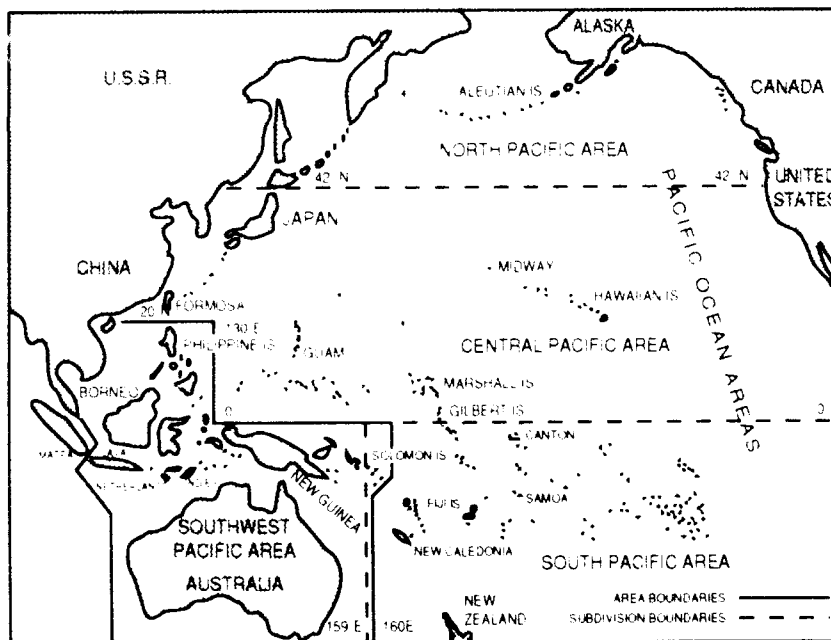 ALASKA
U.S.S.R.
ALEUTIAN IS
CANADA
NORTH PACIFIC AREA
42 N
42 N
UNITED
STATES
JAPAN
PACIFIC OCEAN AREAS
CHINA
MIDWAY
HAWAIIAN IS
20
FORMOSA
130 E
PHILIPPINE IS
GUAM
CENTRAL PACIFIC AREA
BORNEO
MARSHALL IS
GILBERT IS
0
0
CANTON
SOLOMON IS
NEW GUINEA
SAMOA
FIJI IS
SOUTHWEST
PACIFIC AREA
AUSTRALIA
NEW CALEDONIA
SOUTH PACIFIC AREA
159 E
160E
NEW
ZEALAND
AREA BOUNDARIES
SUBDIVISION BOUNDARIES